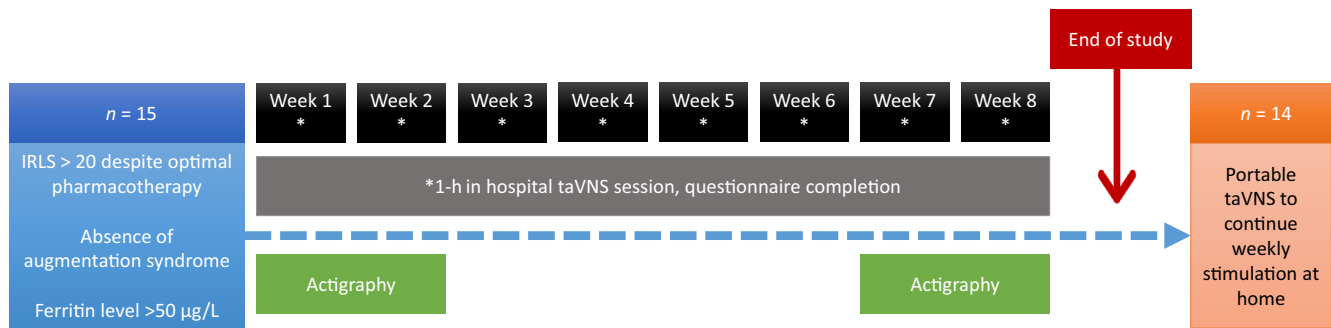 End of study
n = 15
Week 1
*
Week 2
*
Week 3
*
Week 4
*
Week 5
*
Week 6
*
Week 7
*
Week 8
*
n = 14
IRLS > 20 despite optimal
pharmacotherapy
Absence of
augmentation syndrome
Ferritin level >50 µg/L
*1-h in hospital taVNS session, questionnaire completion
Actigraphy
Actigraphy
Portable
taVNS to
continue
weekly
stimulation at
home